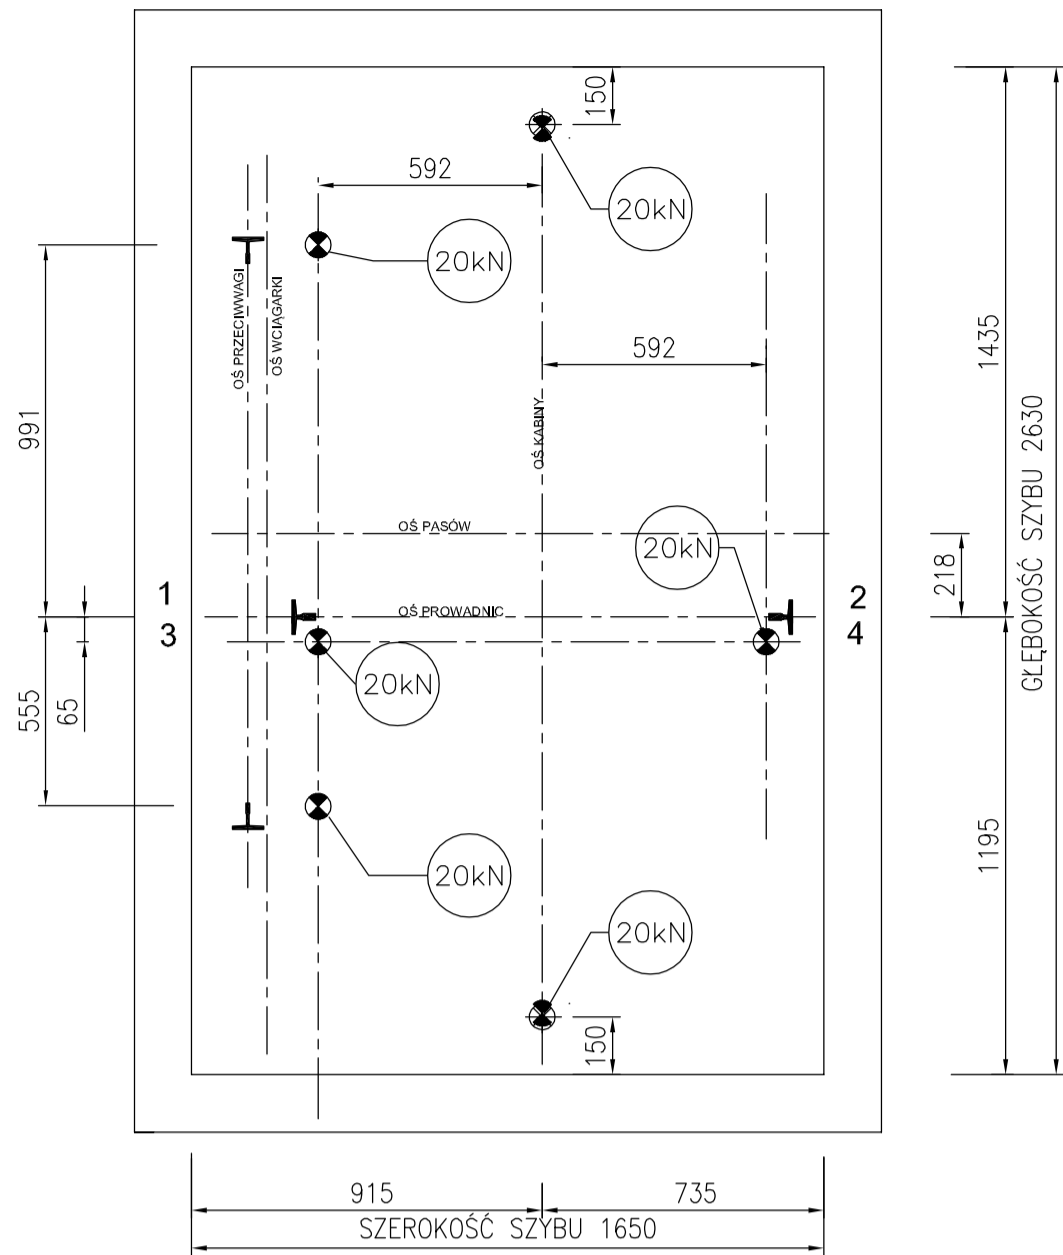 150
592
20kN
20kN
OŚ PRZECIWWAGI
OŚ WCIĄGARKI
592
1435
991
OŚ KABINY
GŁĘBOKOŚĆ SZYBU 2630
OŚ PASÓW
20kN
218
1
2
OŚ PROWADNIC
3
4
20kN
555
65
1195
20kN
20kN
150
915
735
SZEROKOŚĆ SZYBU 1650